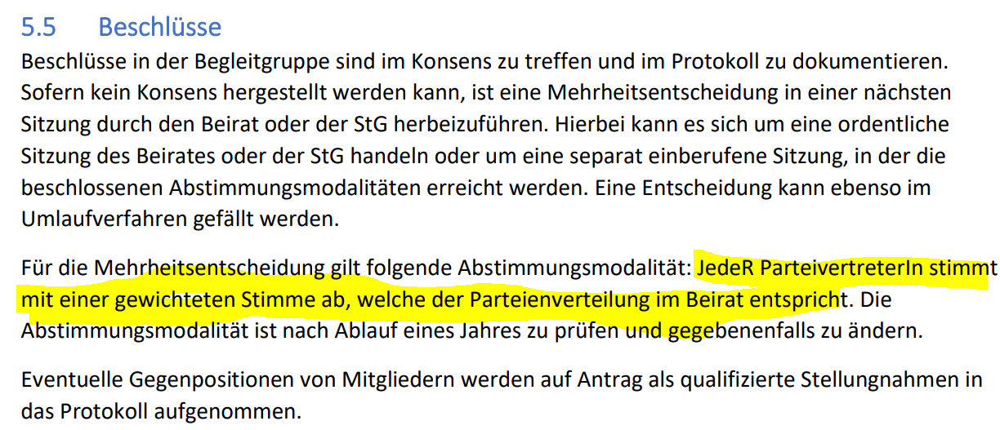 5.5 Beschlüsse
Beschlüsse in der Begleitgruppe sind im Konsens zu treffen und im Protokoll zu dokumentieren.
Sofern kein Konsens hergestellt werden kann, ist eine Mehrheitsentscheidung in einer nächsten
Sitzung durch den Beirat oder der StG herbeizuführen. Hierbei kann es sich um eine ordentliche
Sitzung des Beirates oder der StG handeln oder um eine separat einberufene Sitzung, in der die
beschlossenen Abstimmungsmodalitäten erreicht werden. Eine Entscheidung kann ebenso im
Umlaufverfahren gefällt werden.
Für die Mehrheitsentscheidung gilt folgende Abstimmungsmodalität: JedeR ParteivertreterIn stimmt
mit einer gewichteten Stimme ab, welche der Parteienverteilung im Beirat entspricht. Die
Abstimmungsmodalität ist nach Ablauf eines Jahres zu prüfen und gegebenenfalls zu ändern.
Eventuelle Gegenpositionen von Mitgliedern werden auf Antrag als qualifizierte Stellungnahmen in
das Protokoll aufgenommen.